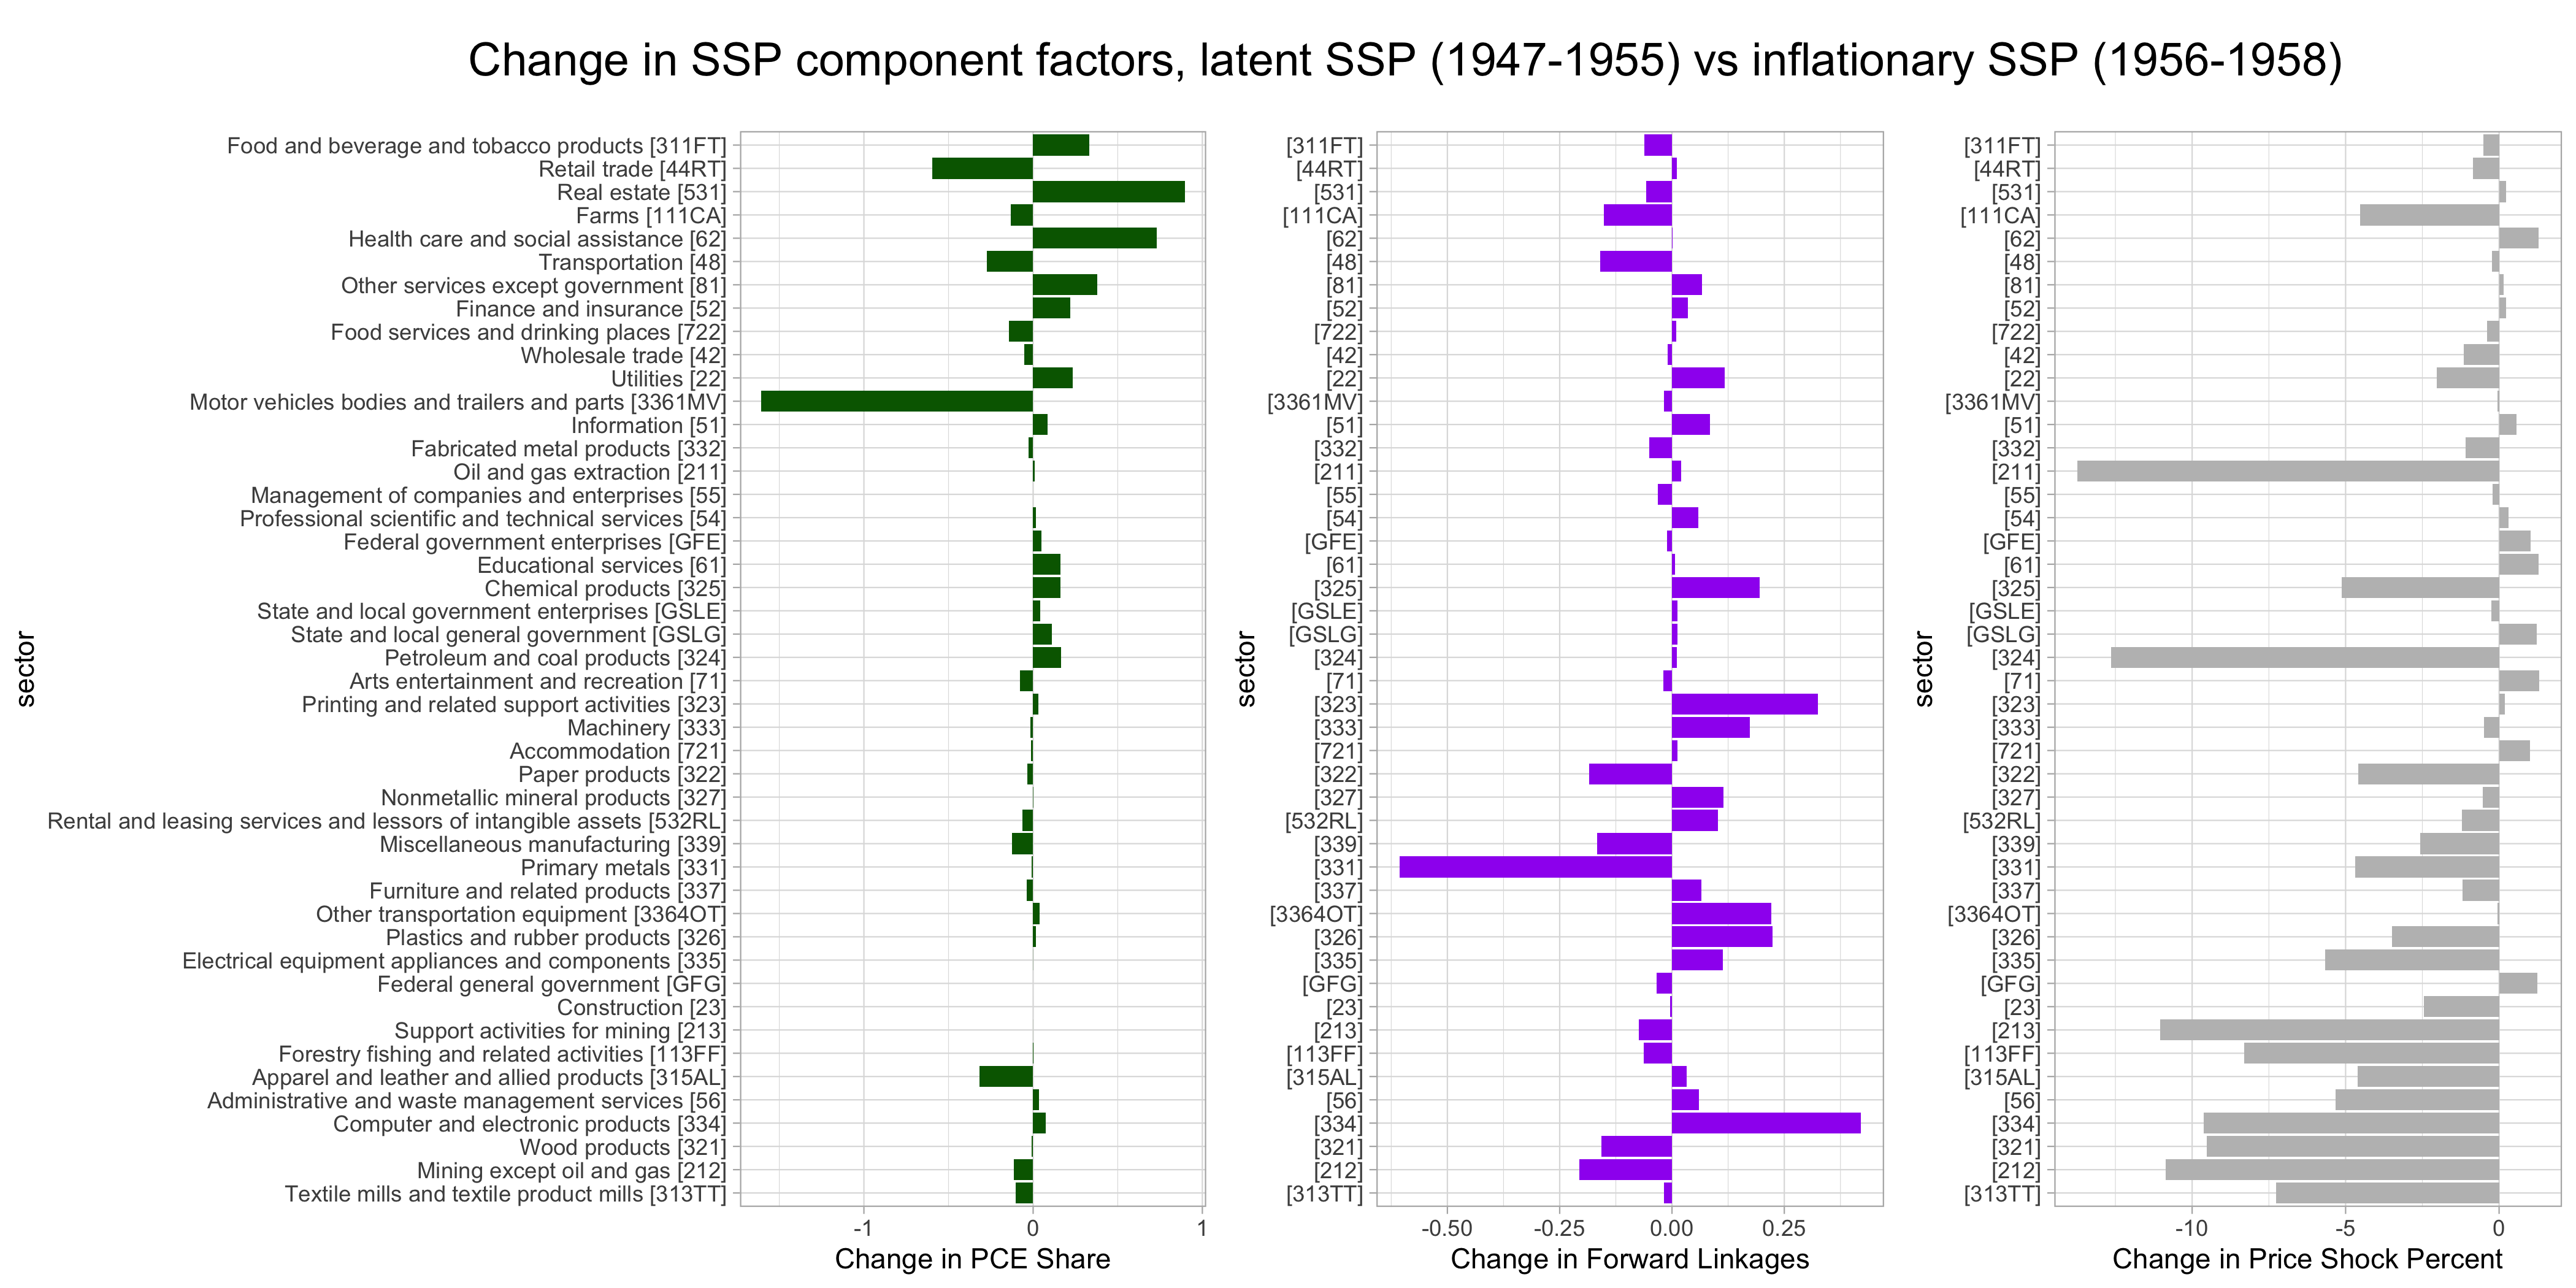 Change in SSP component factors, latent SSP (1947-1955) vs inflationary SSP (1956-1958)
sector
Food and beverage and tobacco products [311FT]
Retail trade [44RT]
Real estate [531]
Farms [111CA]
Health care and social assistance [62]
Transportation [48]
Other services except government [81]
Finance and insurance [52]
Food services and drinking places [722]
Wholesale trade [42]
Utilities [22]
Motor vehicles bodies and trailers and parts [3361MV]
Information [51]
Fabricated metal products [332]
Oil and gas extraction [211]
Management of companies and enterprises [55]
Professional scientific and technical services [54]
Federal government enterprises [GFE]
Educational services [61]
Chemical products [325]
State and local government enterprises [GSLE]
State and local general government [GSLG]
Petroleum and coal products [324]
Arts entertainment and recreation [71]
Printing and related support activities [323]
Machinery [333]
Accommodation [721]
Paper products [322]
Nonmetallic mineral products [327]
Rental and leasing services and lessors of intangible assets [532RL]
Miscellaneous manufacturing [339]
Primary metals [331]
Furniture and related products [337]
Other transportation equipment [3364OT]
Plastics and rubber products [326]
Electrical equipment appliances and components [335]
Federal general government [GFG]
Construction [23]
Support activities for mining [213]
Forestry fishing and related activities [113FF]
Apparel and leather and allied products [315AL]
Administrative and waste management services [56]
Computer and electronic products [334]
Wood products [321]
Mining except oil and gas [212]
Textile mills and textile product mills [313TT]
-1 0 1
Change in PCE Share
sector
[311FT]
[44RT]
[531]
[111CA]
[62]
[48]
[81]
[52]
[722]
[42]
[22]
[3361MV]
[51]
[332]
[211]
[55]
[54]
[GFE]
[61]
[325]
[GSLE]
[GSLG]
[324]
[71]
[323]
[333]
[721]
[322]
[327]
[532RL]
[339]
[331]
[337]
[3364OT]
[326]
[335]
[GFG]
[23]
[213]
[113FF]
[315AL]
[56]
[334]
[321]
[212]
[313TT]
-0.50 -0.25 0.00 0.25
Change in Forward Linkages
sector
[311FT]
[44RT]
[531]
[111CA]
[62]
[48]
[81]
[52]
[722]
[42]
[22]
[3361MV]
[51]
[332]
[211]
[55]
[54]
[GFE]
[61]
[325]
[GSLE]
[GSLG]
[324]
[71]
[323]
[333]
[721]
[322]
[327]
[532RL]
[339]
[331]
[337]
[3364OT]
[326]
[335]
[GFG]
[23]
[213]
[113FF]
[315AL]
[56]
[334]
[321]
[212]
[313TT]
-10 -5 0
Change in Price Shock Percent